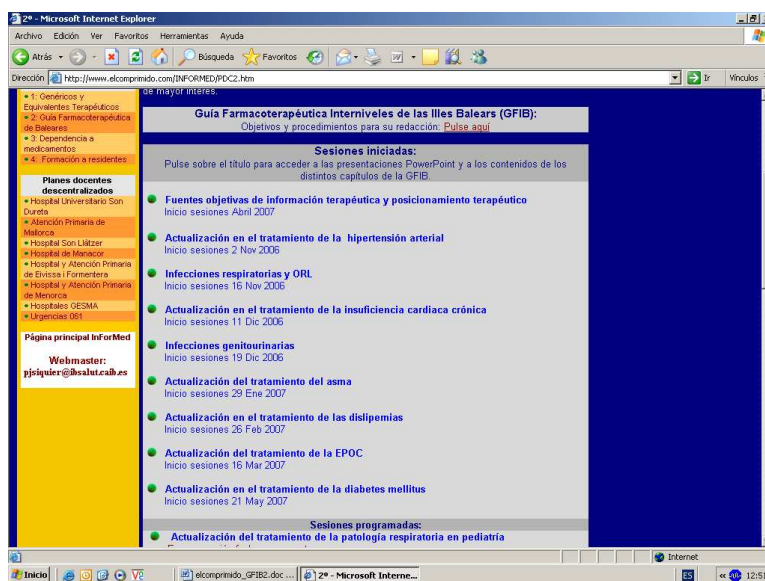 2º - Microsoft Internet Explorer
Archivo Edición Ver Favoritos Herramientas Ayuda
Atrás Búsqueda Favoritos
Dirección http://www.elcomprimido.com/INFORMED/PDC2.htm Ir Vínculos
1: Genéricos y
Equivalentes Terapéuticos
2: Guía Farmacoterapéutica
de Baleares
3: Dependencia a
medicamentos
4: Formación a residentes
Planes docentes
descentralizados
Hospital Universitario Son
Dureta
Atención Primaria de
Mallorca
Hospital Son Llàtzer
Hospital de Manacor
Hospital y Atención Primaria
de Eivissa i Formentera
Hospital y Atención Primaria
de Menorca
Hospitales GESMA
Urgencias 061
Página principal InForMed
Webmaster:
pjsiquier@ibsalut.caib.es
de mayor interés.
Guía Farmacoterapéutica Interniveles de las Illes Balears (GFIB):
Objetivos y procedimientos para su redacción: Pulse aquí
Sesiones iniciadas:
Pulse sobre el título para acceder a las presentaciones PowerPoint y a los contenidos de los
distintos capítulos de la GFIB.
Fuentes objetivas de información terapéutica y posicionamiento terapéutico
Inicio sesiones Abril 2007
Actualización en el tratamiento de la hipertensión arterial
Inicio sesiones 2 Nov 2006
Infecciones respiratorias y ORL
Inicio sesiones 16 Nov 2006
Actualización en el tratamiento de la insuficiencia cardiaca crónica
Inicio sesiones 11 Dic 2006
Infecciones genitourinarias
Inicio sesiones 19 Dic 2006
Actualización del tratamiento del asma
Inicio sesiones 29 Ene 2007
Actualización en el tratamiento de las dislipemias
Inicio sesiones 26 Feb 2007
Actualización del tratamiento de la EPOC
Inicio sesiones 16 Mar 2007
Actualización en el tratamiento de la diabetes mellitus
Inicio sesiones 21 May 2007
Sesiones programadas:
Actualización del tratamiento de la patología respiratoria en pediatría
Internet
Inicio elcomprimido_GFIB2.doc ... 2º - Microsoft Interne... ES 12:51